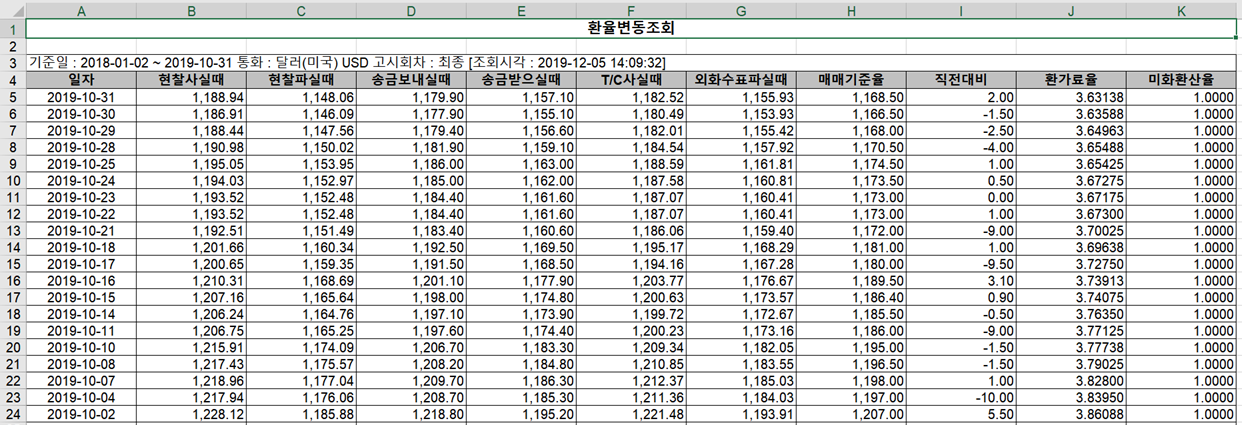 A B C D E F G H I J K
1 환율변동조회
2
3 기준일 : 2018-01-02 ~ 2019-10-31 통화 : 달러(미국) USD 고시회차 : 최종 [조회시각 : 2019-12-05 14:09:32]
4 일자 현찰사실때 현찰파실때 송금보내실때 송금받으실때 T/C사실때 외화수표파실때 매매기준율 직전대비 환가료율 미화환산율
5 2019-10-31 1,188.94 1,148.06 1,179.90 1,157.10 1,182.52 1,155.93 1,168.50 2.00 3.63138 1.0000
6 2019-10-30 1,186.91 1,146.09 1,177.90 1,155.10 1,180.49 1,153.93 1,166.50 -1.50 3.63588 1.0000
7 2019-10-29 1,188.44 1,147.56 1,179.40 1,156.60 1,182.01 1,155.42 1,168.00 -2.50 3.64963 1.0000
8 2019-10-28 1,190.98 1,150.02 1,181.90 1,159.10 1,184.54 1,157.92 1,170.50 -4.00 3.65488 1.0000
9 2019-10-25 1,195.05 1,153.95 1,186.00 1,163.00 1,188.59 1,161.81 1,174.50 1.00 3.65425 1.0000
10 2019-10-24 1,194.03 1,152.97 1,185.00 1,162.00 1,187.58 1,160.81 1,173.50 0.50 3.67275 1.0000
11 2019-10-23 1,193.52 1,152.48 1,184.40 1,161.60 1,187.07 1,160.41 1,173.00 0.00 3.67175 1.0000
12 2019-10-22 1,193.52 1,152.48 1,184.40 1,161.60 1,187.07 1,160.41 1,173.00 1.00 3.67300 1.0000
13 2019-10-21 1,192.51 1,151.49 1,183.40 1,160.60 1,186.06 1,159.40 1,172.00 -9.00 3.70025 1.0000
14 2019-10-18 1,201.66 1,160.34 1,192.50 1,169.50 1,195.17 1,168.29 1,181.00 1.00 3.69638 1.0000
15 2019-10-17 1,200.65 1,159.35 1,191.50 1,168.50 1,194.16 1,167.28 1,180.00 -9.50 3.72750 1.0000
16 2019-10-16 1,210.31 1,168.69 1,201.10 1,177.90 1,203.77 1,176.67 1,189.50 3.10 3.73913 1.0000
17 2019-10-15 1,207.16 1,165.64 1,198.00 1,174.80 1,200.63 1,173.57 1,186.40 0.90 3.74075 1.0000
18 2019-10-14 1,206.24 1,164.76 1,197.10 1,173.90 1,199.72 1,172.67 1,185.50 -0.50 3.76350 1.0000
19 2019-10-11 1,206.75 1,165.25 1,197.60 1,174.40 1,200.23 1,173.16 1,186.00 -9.00 3.77125 1.0000
20 2019-10-10 1,215.91 1,174.09 1,206.70 1,183.30 1,209.34 1,182.05 1,195.00 -1.50 3.77738 1.0000
21 2019-10-08 1,217.43 1,175.57 1,208.20 1,184.80 1,210.85 1,183.55 1,196.50 -1.50 3.79025 1.0000
22 2019-10-07 1,218.96 1,177.04 1,209.70 1,186.30 1,212.37 1,185.03 1,198.00 1.00 3.82800 1.0000
23 2019-10-04 1,217.94 1,176.06 1,208.70 1,185.30 1,211.36 1,184.03 1,197.00 -10.00 3.83950 1.0000
24 2019-10-02 1,228.12 1,185.88 1,218.80 1,195.20 1,221.48 1,193.91 1,207.00 5.50 3.86088 1.0000